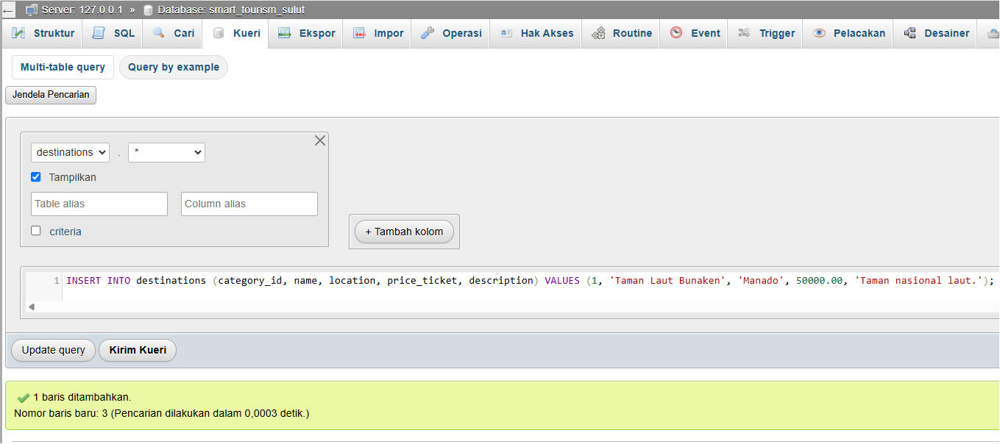 Server: 127.0.0.1 » Database: smart_tourism_sulut
Struktur SQL Cari Kueri Ekspor Impor Operasi Hak Akses Routine Event Trigger Pelacakan Desainer
Multi-table query Query by example
Jendela Pencarian
destinations . *
Tampilkan
Table alias Column alias
criteria
+ Tambah kolom
1 INSERT INTO destinations (category_id, name, location, price_ticket, description) VALUES (1, 'Taman Laut Bunaken', 'Manado', 50000.00, 'Taman nasional laut.');
Update query Kirim Kueri
1 baris ditambahkan.
Nomor baris baru: 3 (Pencarian dilakukan dalam 0,0003 detik.)